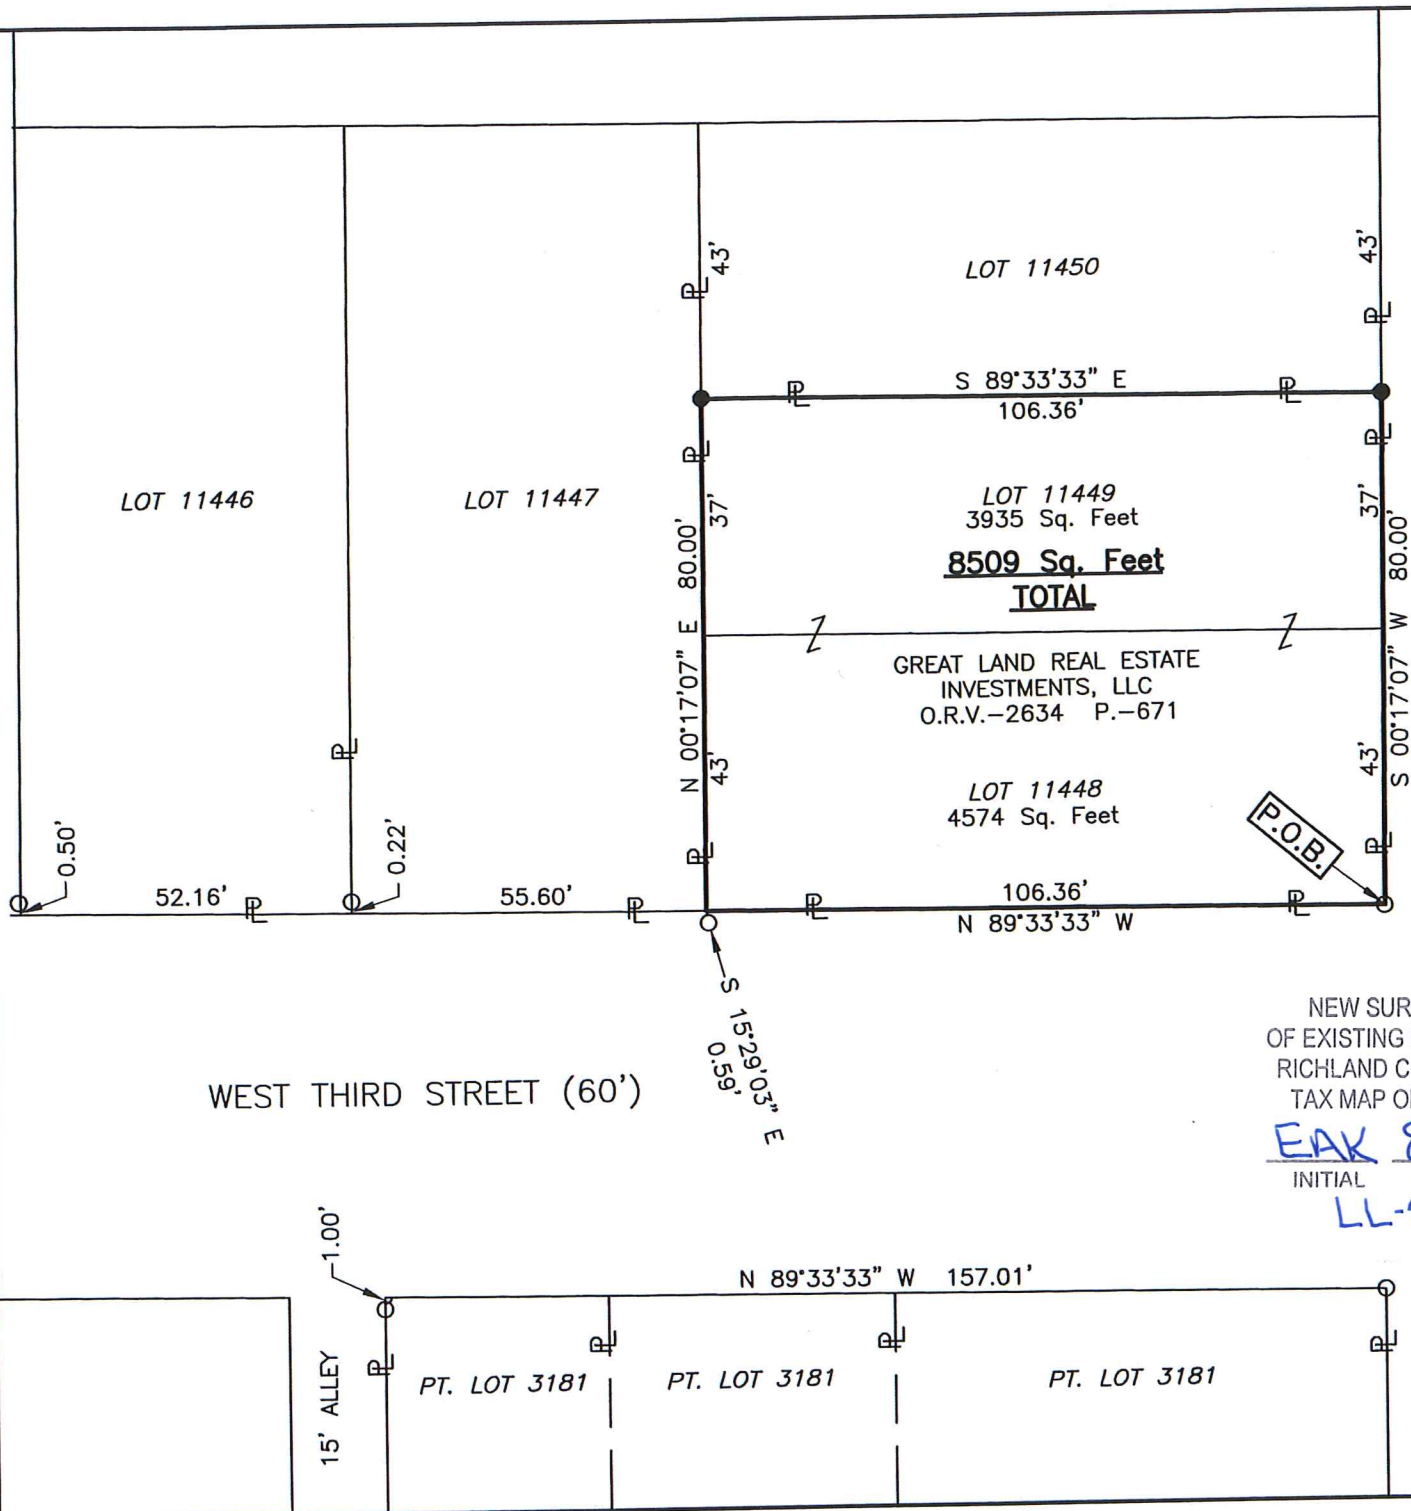 43'
43'
LOT 11450
S 89°33'33" E
106.36'
LOT 11446
LOT 11447
LOT 11449
3935 Sq. Feet
37'
37'
8509 Sq. Feet
TOTAL
N 00°17'07" E 80.00'
S 00°17'07" W 80.00'
GREAT LAND REAL ESTATE
INVESTMENTS, LLC
O.R.V.-2634 P.-671
43'
43'
LOT 11448
4574 Sq. Feet
P.O.B.
0.50'
0.22'
52.16'
55.60'
106.36'
N 89°33'33" W
S 15°29'03" E
0.59'
NEW SUR
OF EXISTING
RICHLAND C
TAX MAP O
WEST THIRD STREET (60')
EAK
INITIAL
LL-
1.00'
N 89°33'33" W 157.01'
15' ALLEY
PT. LOT 3181
PT. LOT 3181
PT. LOT 3181